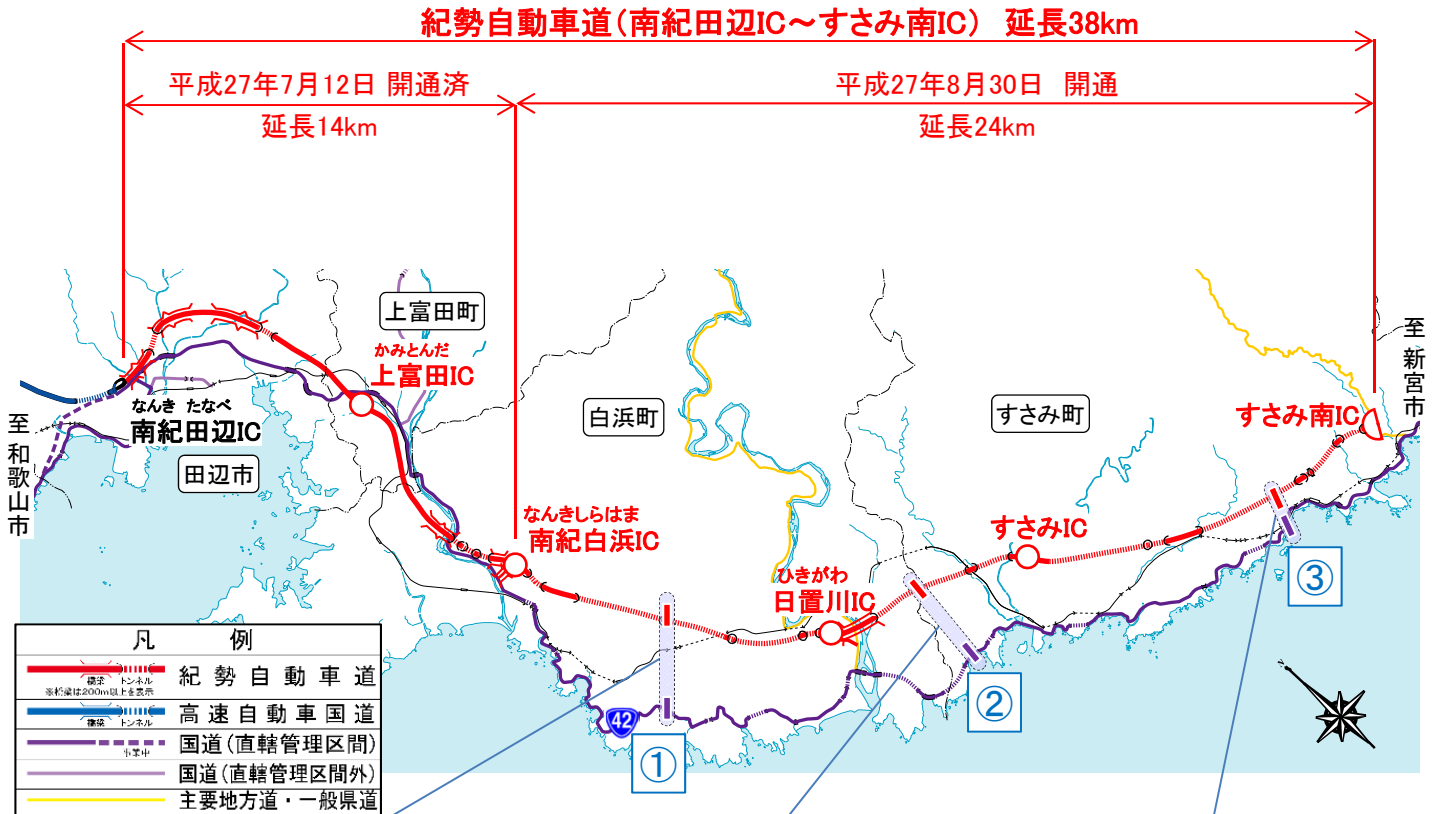 紀勢自動車道(南紀田辺IC～すさみ南IC) 延長38km
平成27年7月12日 開通済
平成27年8月30日 開通
延長14km
延長24km
上富田町
かみとんだ
上富田IC
なんき たなべ
南紀田辺IC
田辺市
至和歌山市
白浜町
すさみ町
至 新宮市
すさみ南IC
なんきしらはま
南紀白浜IC
すさみIC
ひきがわ
日置川IC
③
②
①
42
凡 例
紀勢自動車道
橋梁 トンネル
※橋梁は200m以上を表示
高速自動車国道
橋梁 トンネル
国道(直轄管理区間)
事業中
国道(直轄管理区間外)
主要地方道・一般県道